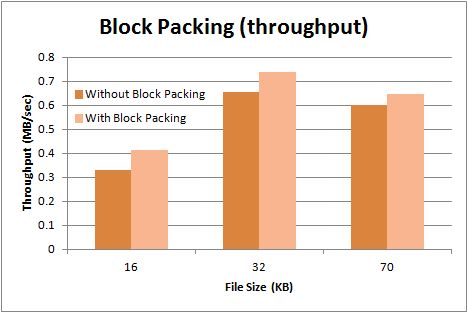 Block Packing (throughput)
Throughput (MB/sec)
0.8
0.7
0.6
0.5
0.4
0.3
0.2
0.1
0
Without Block Packing
With Block Packing
16 32 70
File Size (KB)